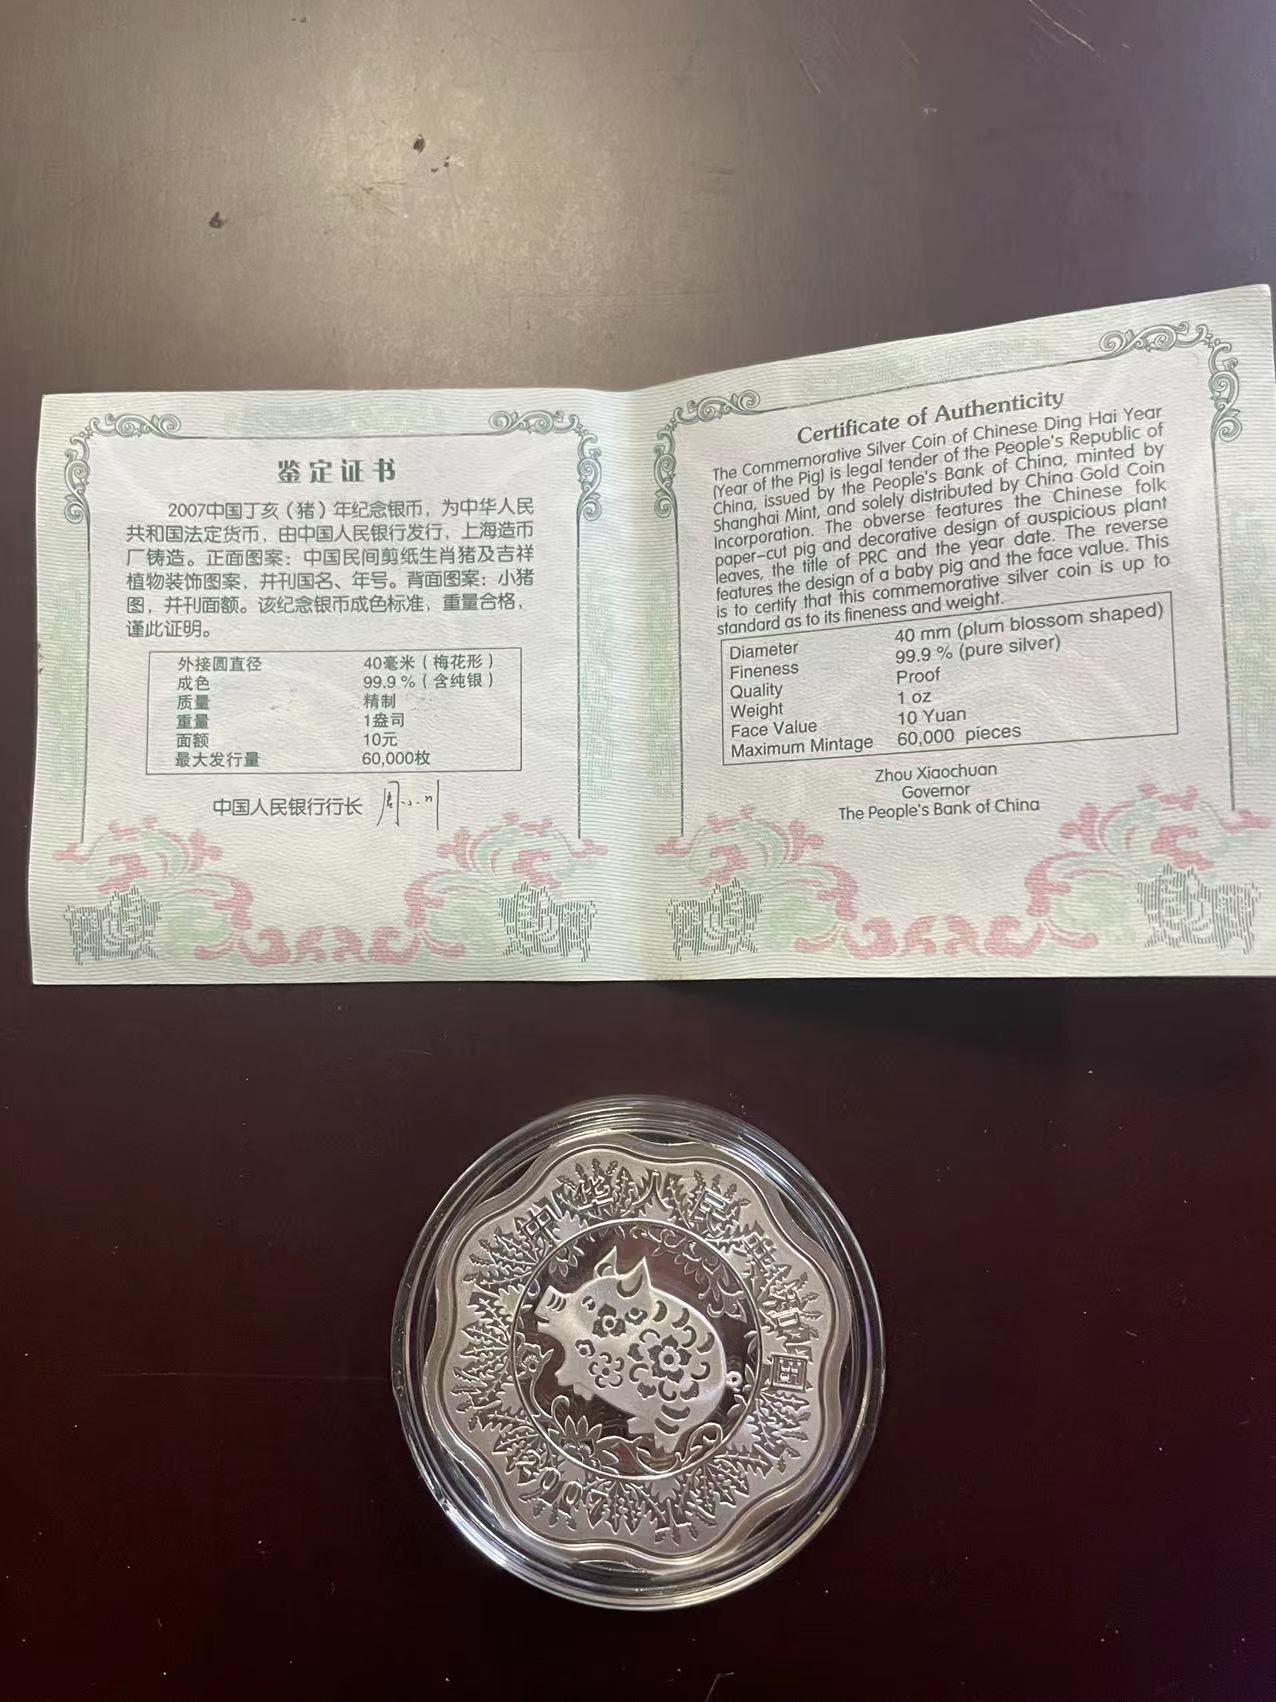 鉴定证书
2007中国丁亥（猪）年纪念银币，为中华人民
共和国法定货币，由中国人民银行发行，上海造币
厂铸造。正面图案：中国民间剪纸生肖猪及吉祥
植物装饰图案，并刊国名、年号。背面图案：小猪
图，并刊面额。该纪念银币成色标准，重量合格，
谨此证明。
外接圆直径 40毫米（梅花形）
成色 99.9％（含纯银）
质量 精制
重量 1盎司
面额 10元
最大发行量 60,000枚
中国人民银行行长 周小川
Certificate of Authenticity
The Commemorative Silver Coin of Chinese Ding Hai Year
(Year of the Pig) is legal tender of the People's Republic of
China, issued by the People's Bank of China, minted by
Shanghai Mint, and solely distributed by China Gold Coin
Incorporation. The obverse features the Chinese folk
paper-cut pig and decorative design of auspicious plant
leaves, the title of PRC and the year date. The reverse
features the design of a baby pig and the face value. This
is to certify that this commemorative silver coin is up to
standard as to its fineness and weight.
Diameter 40 mm (plum blossom shaped)
Fineness 99.9 % (pure silver)
Quality Proof
Weight 1 oz
Face Value 10 Yuan
Maximum Mintage 60,000 pieces
Zhou Xiaochuan
Governor
The People's Bank of China
中华人民共和国
2007